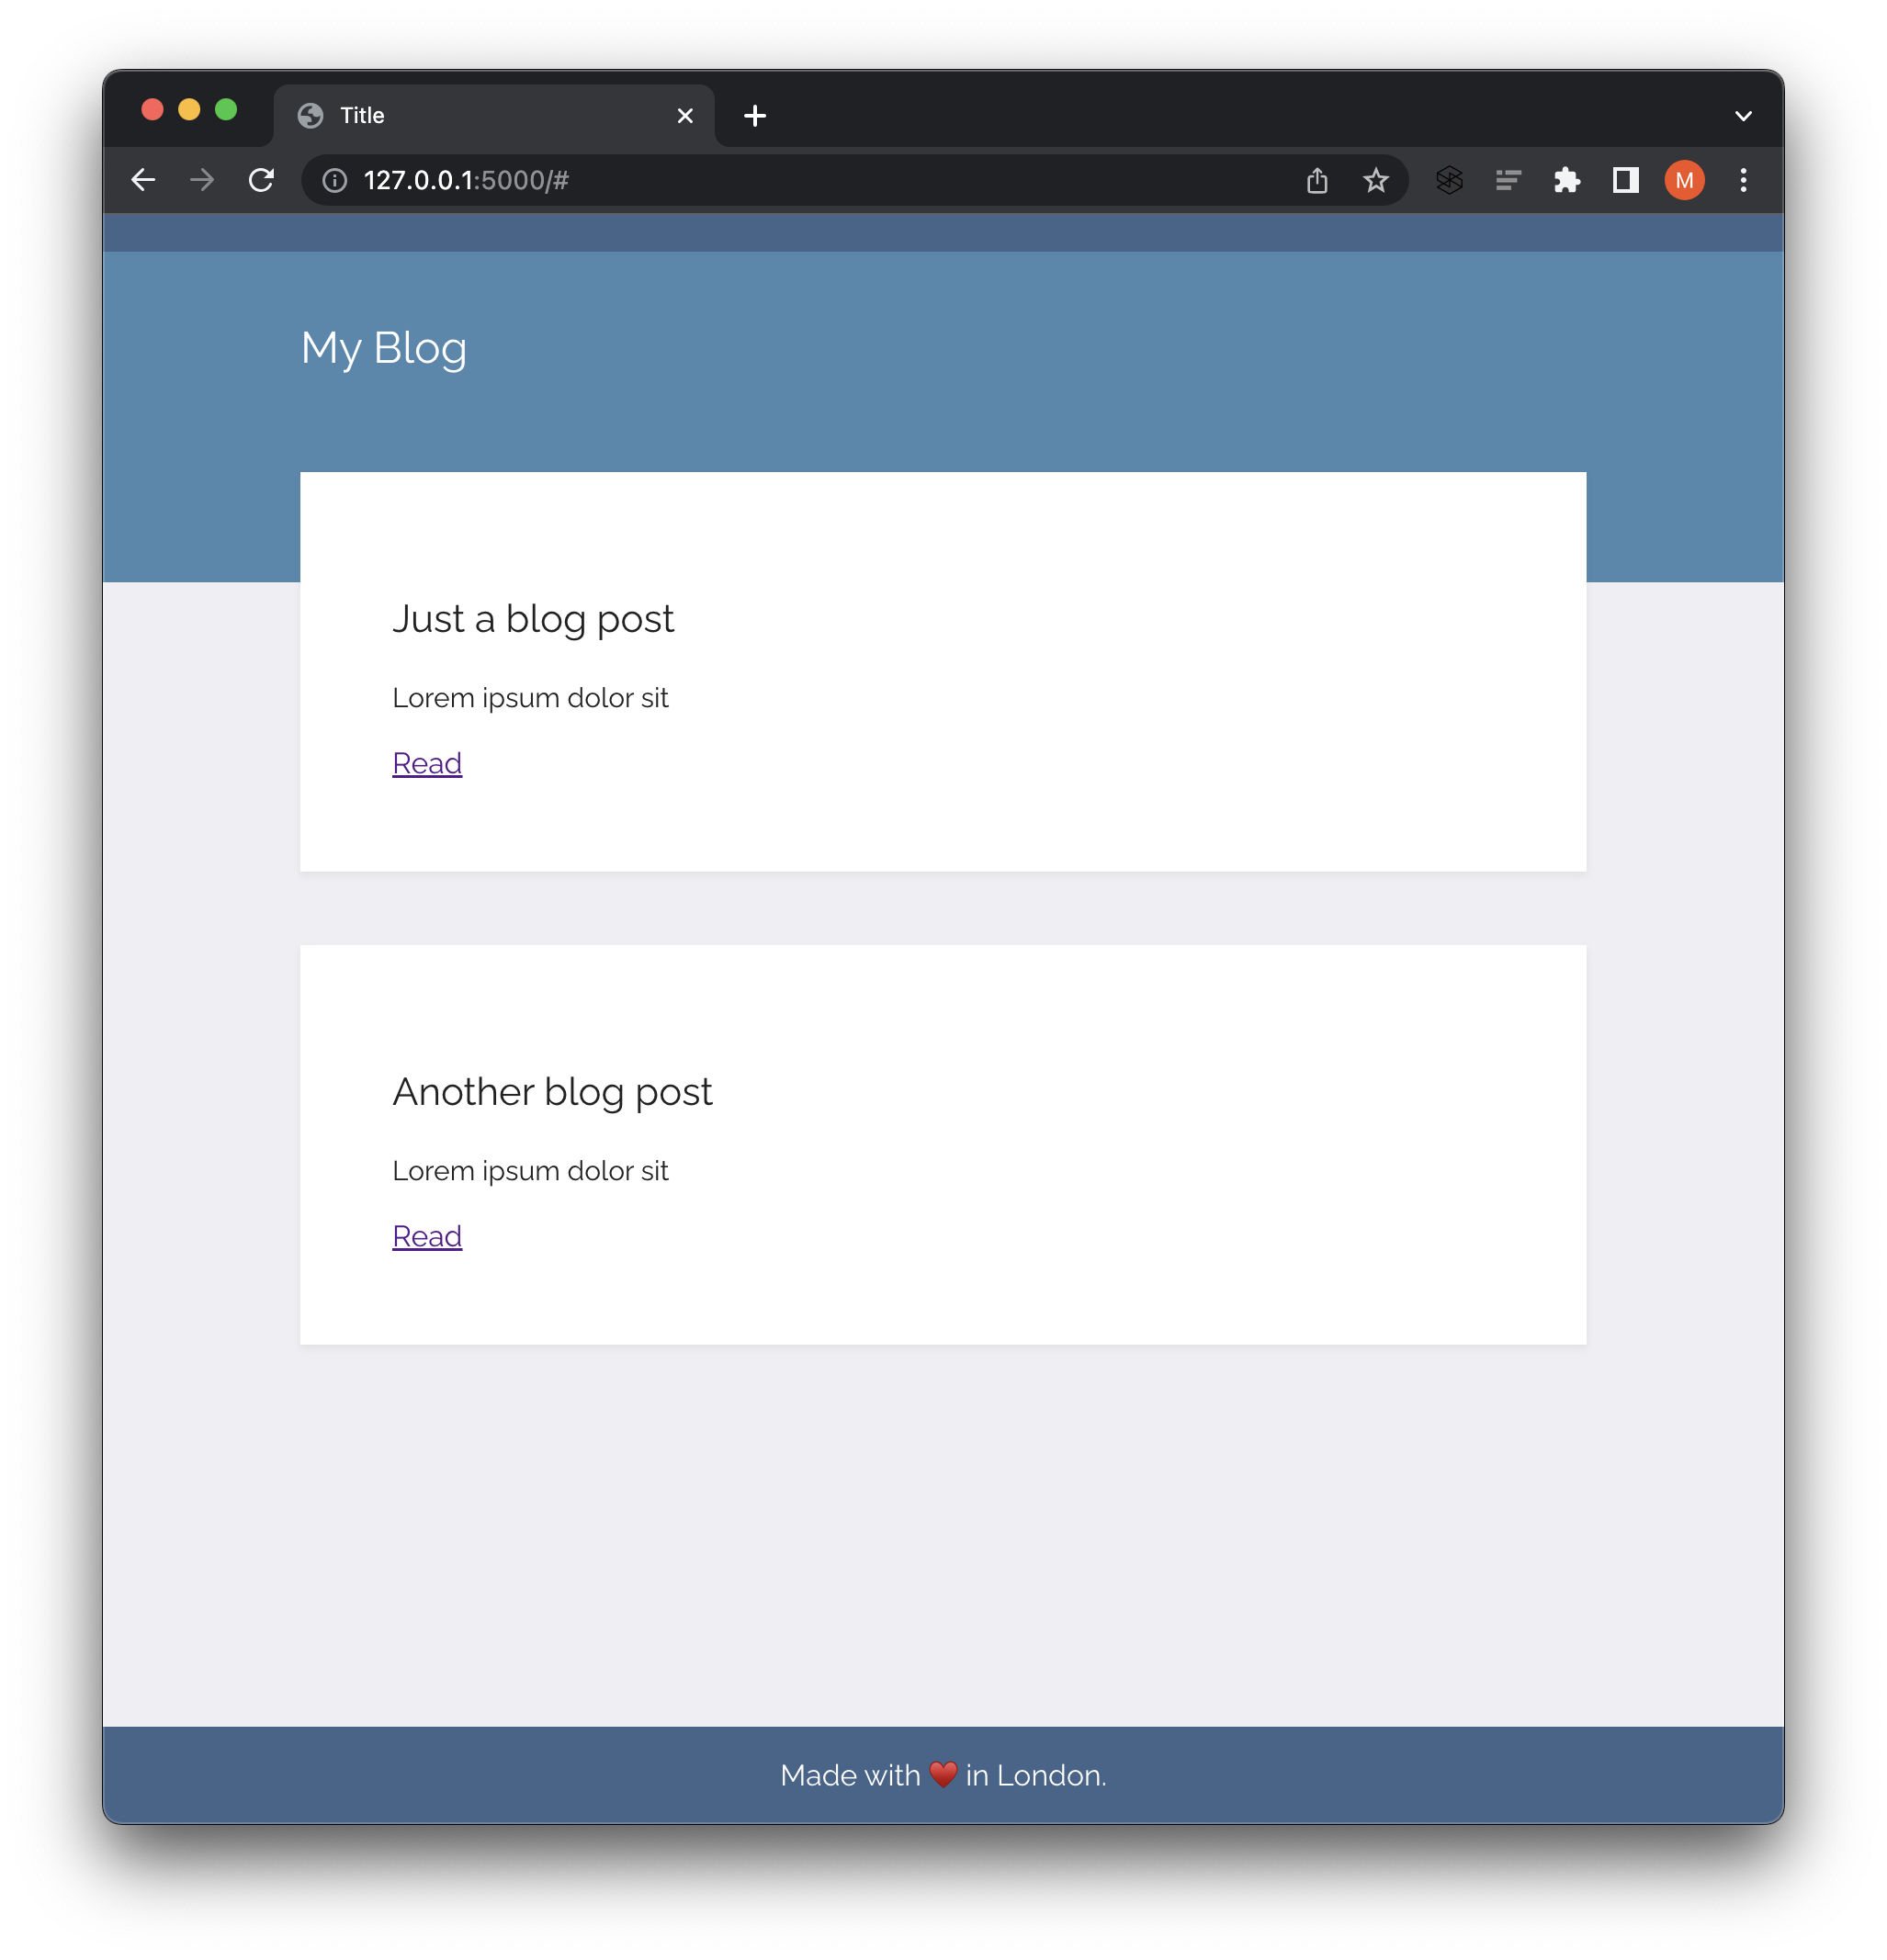 Title
127.0.0.1:5000/#
M
My Blog
Just a blog post
Lorem ipsum dolor sit
Read
Another blog post
Lorem ipsum dolor sit
Read
Made with ♥️ in London.